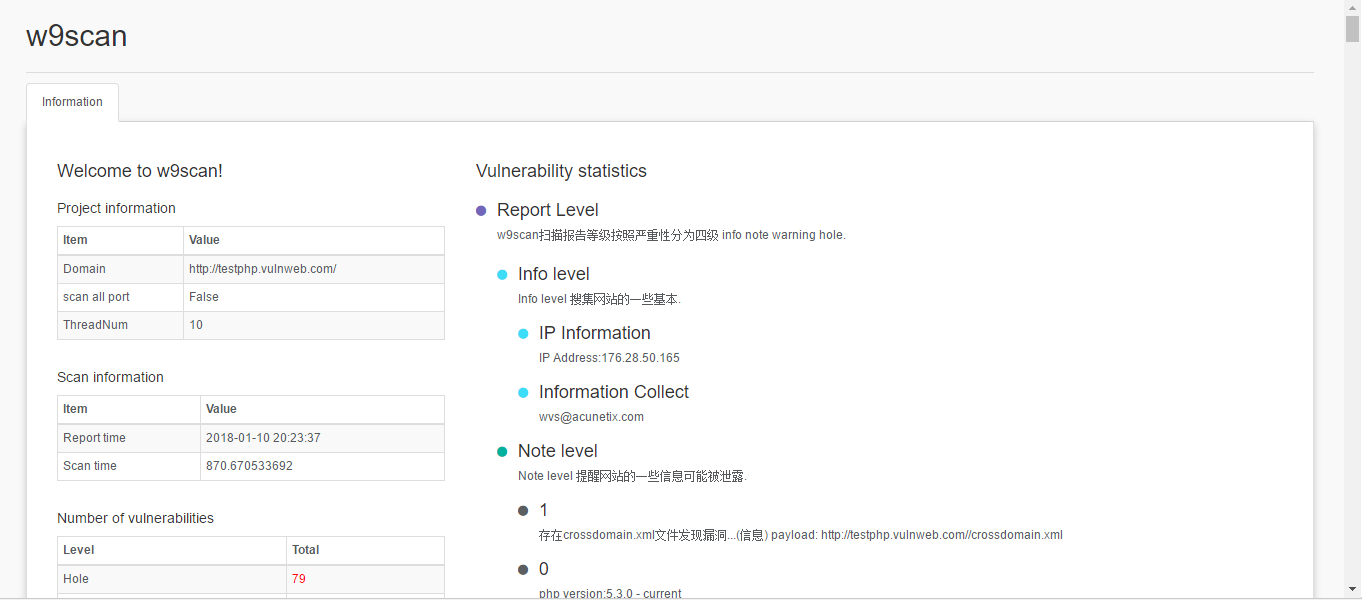 w9scan
Information
Welcome to w9scan!
Project information
Item Value
Domain http://testphp.vulnweb.com/
scan all port False
ThreadNum 10
Scan information
Item Value
Report time 2018-01-10 20:23:37
Scan time 870.670533692
Number of vulnerabilities
Level Total
Hole 79
Vulnerability statistics
Report Level
w9scan扫描报告等级按照严重性分为四级 info note warning hole.
Info level
Info level 搜集网站的一些基本.
IP Information
IP Address:176.28.50.165
Information Collect
wvs@acunetix.com
Note level
Note level 提醒网站的一些信息可能被泄露.
1
存在crossdomain.xml文件发现漏洞...(信息) payload: http://testphp.vulnweb.com//crossdomain.xml
0
php version:5.3.0 - current